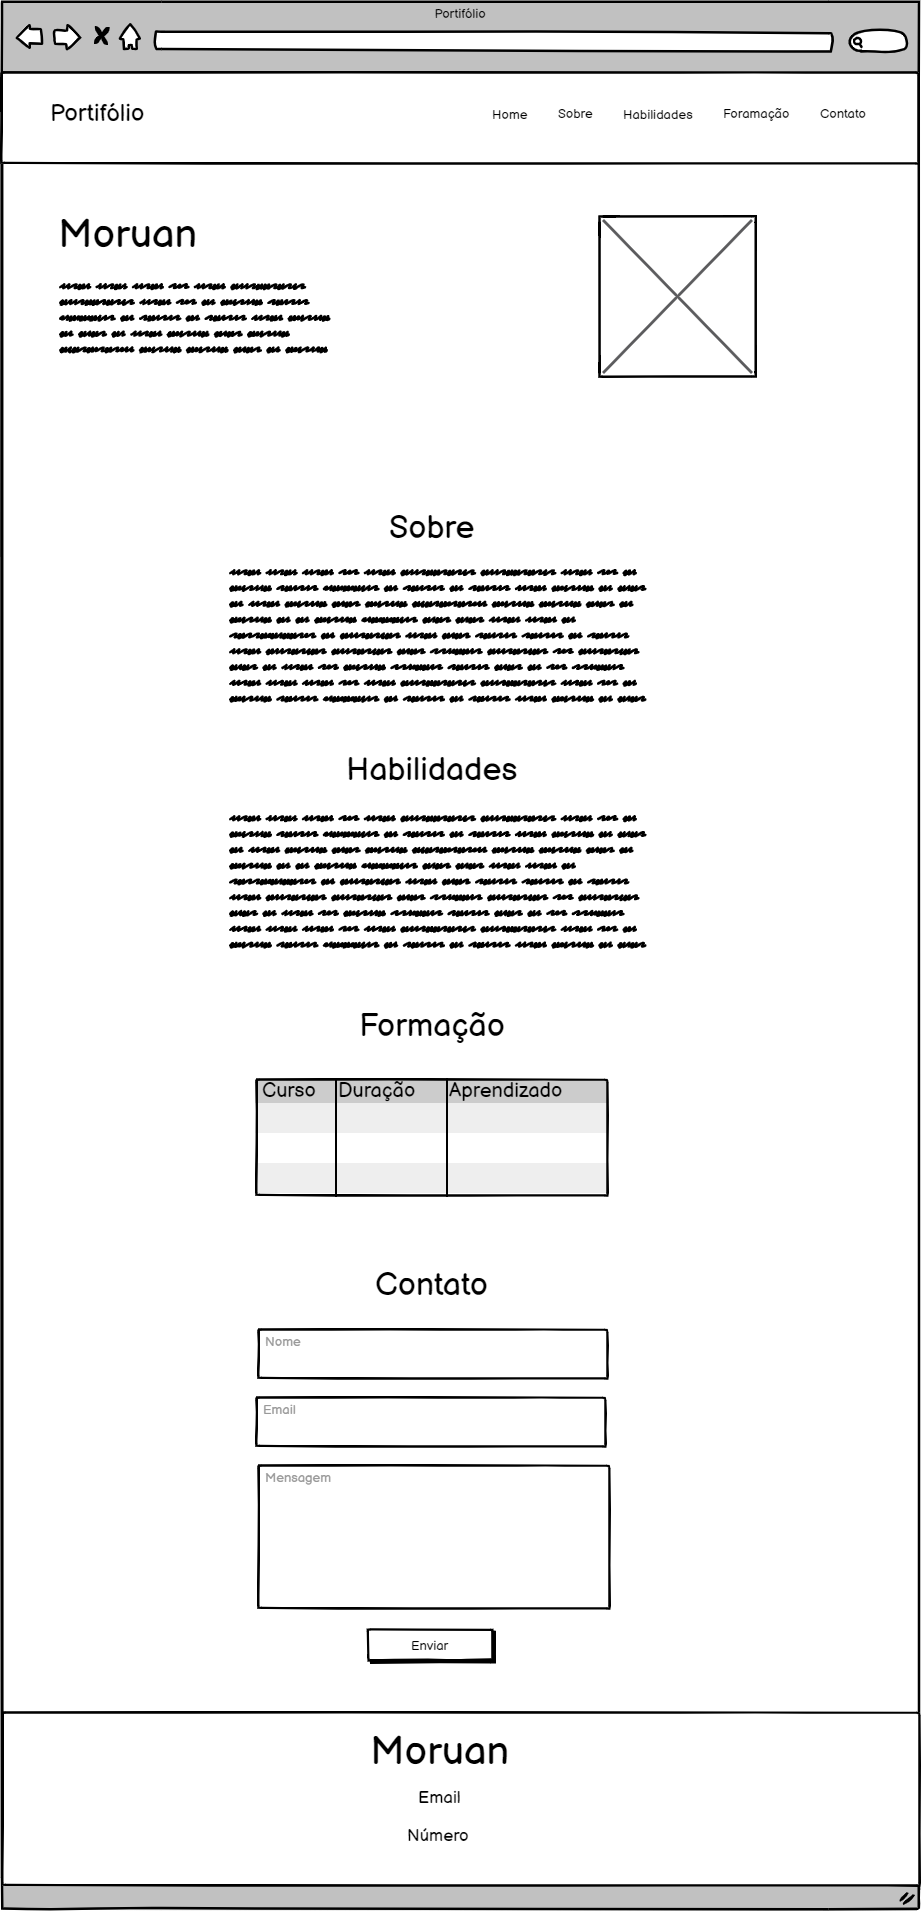 Portifólio
Portifólio
Home Sobre Habilidades Foramação Contato
Moruan
Sobre
Habilidades
Formação
Curso Duração Aprendizado
Contato
Nome
Email
Mensagem
Enviar
Moruan
Email
Número